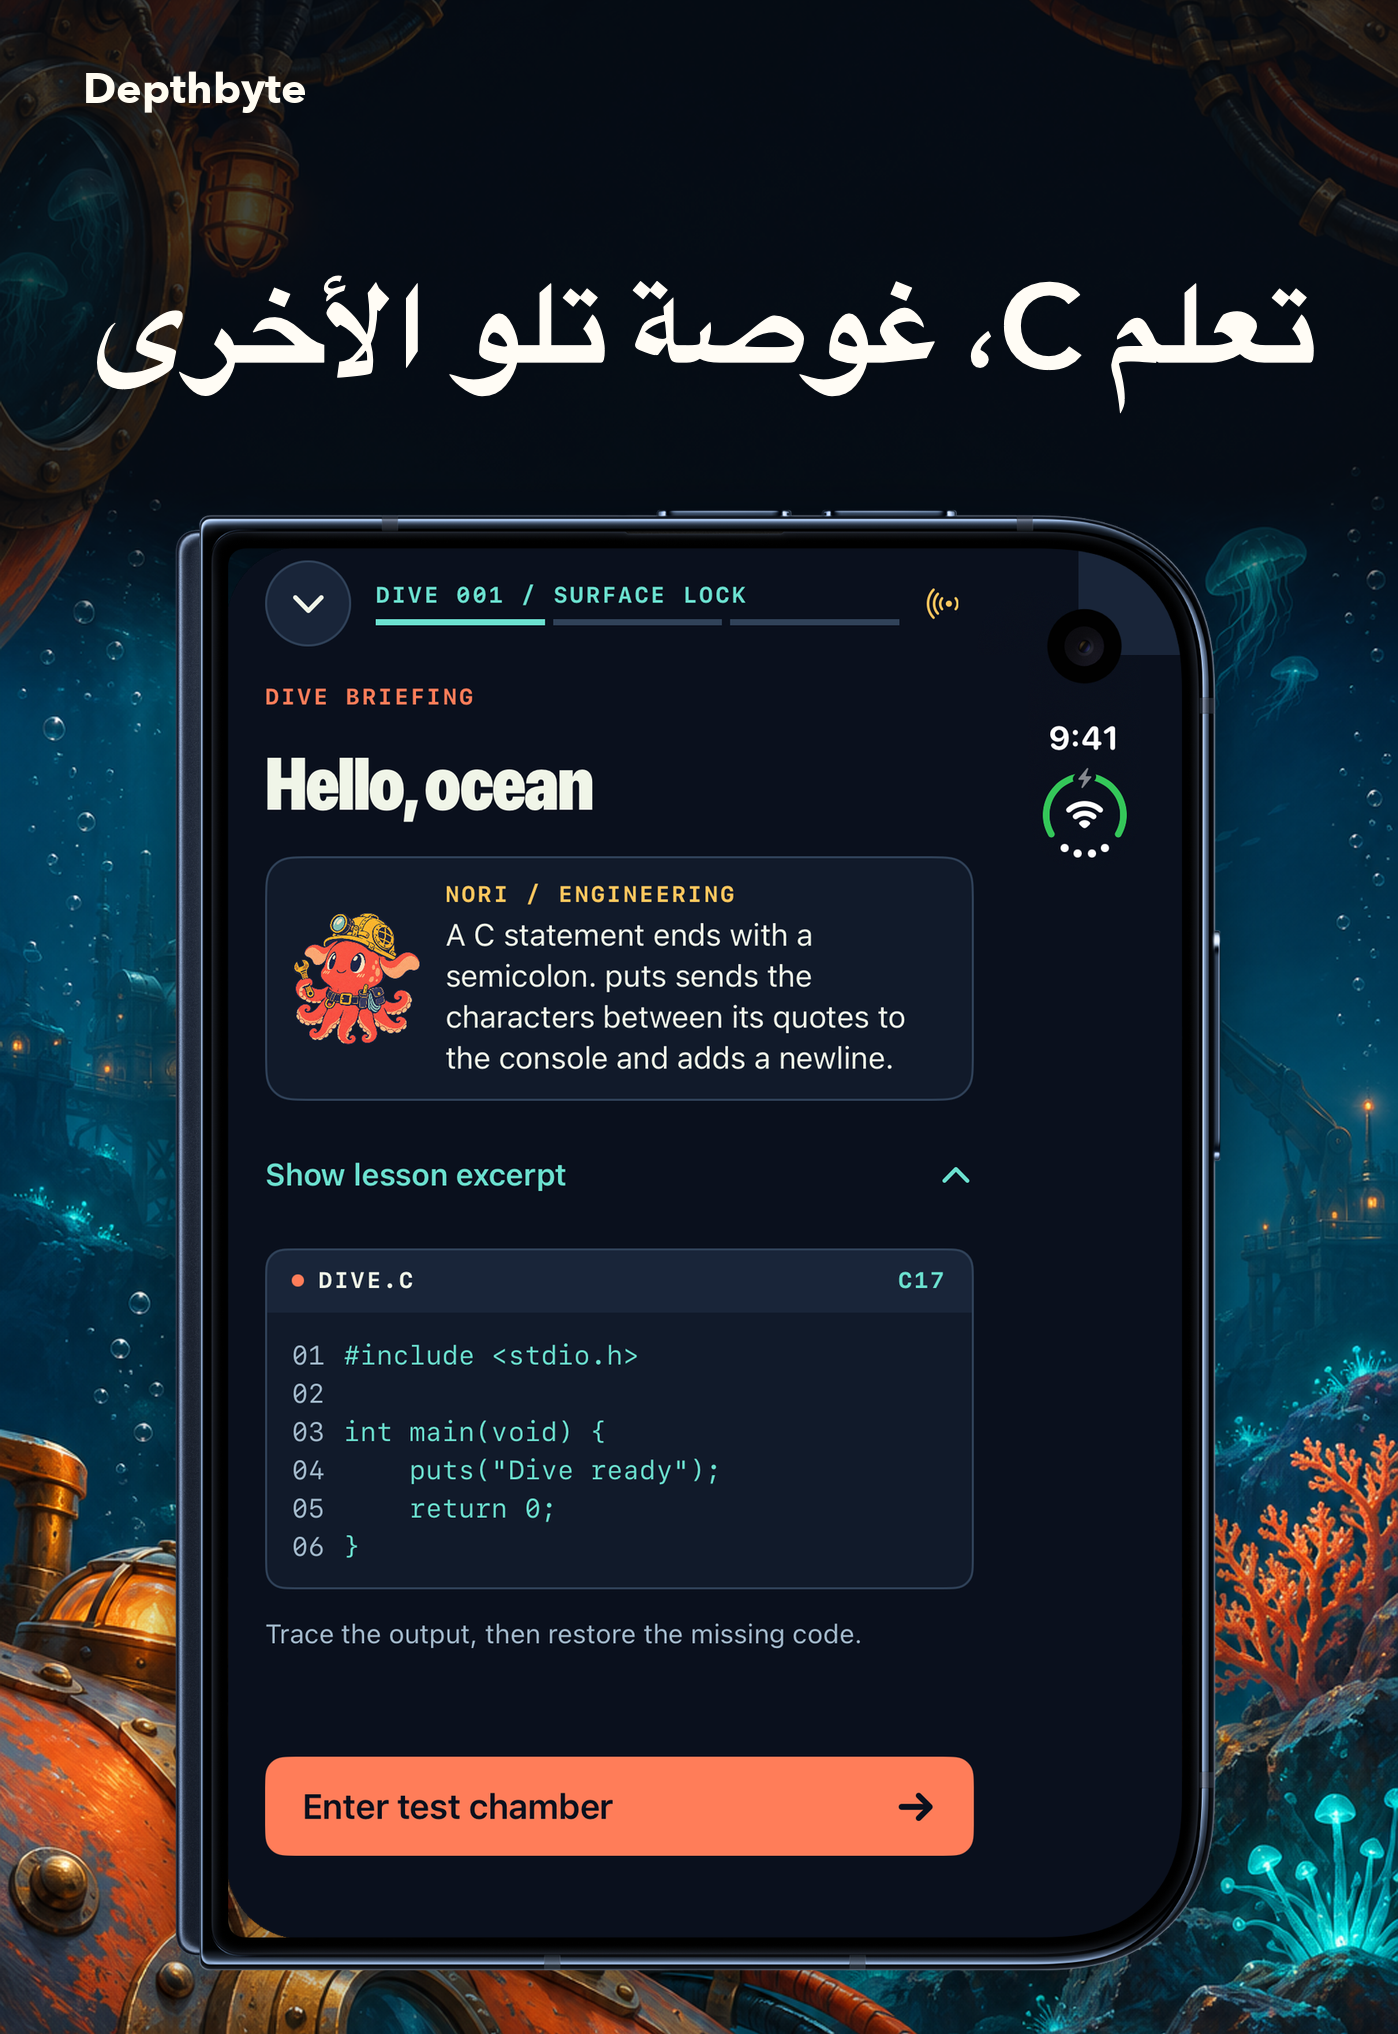 Depthbyte
تعلم C، غوصة تلو الأخرى
DIVE 001 / SURFACE LOCK
DIVE BRIEFING
9:41
Hello, ocean
NORI / ENGINEERING
A C statement ends with a
semicolon. puts sends the
characters between its quotes to
the console and adds a newline.
Show lesson excerpt
DIVE.C C17
01 #include <stdio.h>
02
03 int main(void) {
04     puts("Dive ready");
05     return 0;
06 }
Trace the output, then restore the missing code.
Enter test chamber